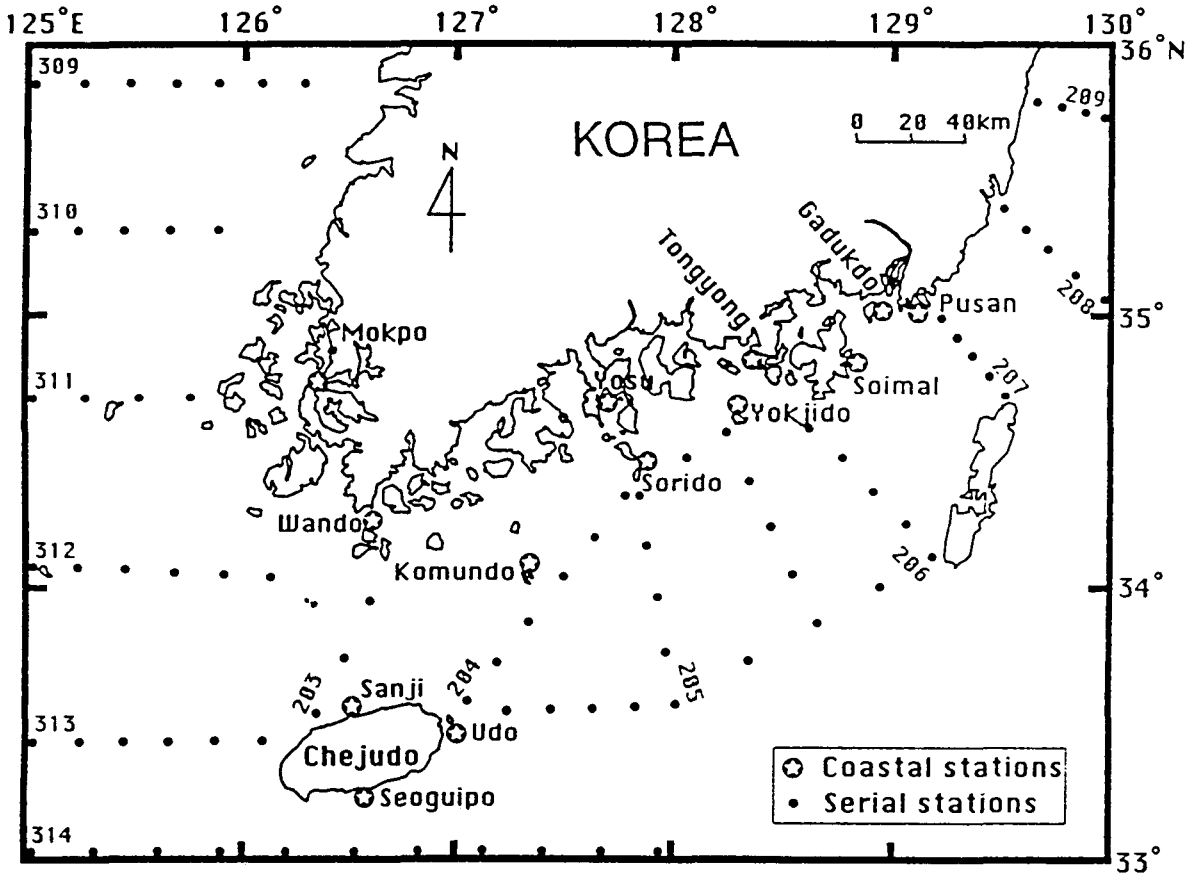 125°E 126° 127° 128° 129° 130°
36°N
309
209
0 20 40km
KOREA
N
310
Gadukdo
Tongyong
208
Pusan
35°
Mokpo
311
207
Yosu
Soimal
Yokjido
Sorido
Wando
206
312
Komundo
34°
203
Sanji
204
205
313
Udo
Chejudo
Seoguipo
Coastal stations
Serial stations
314
33°